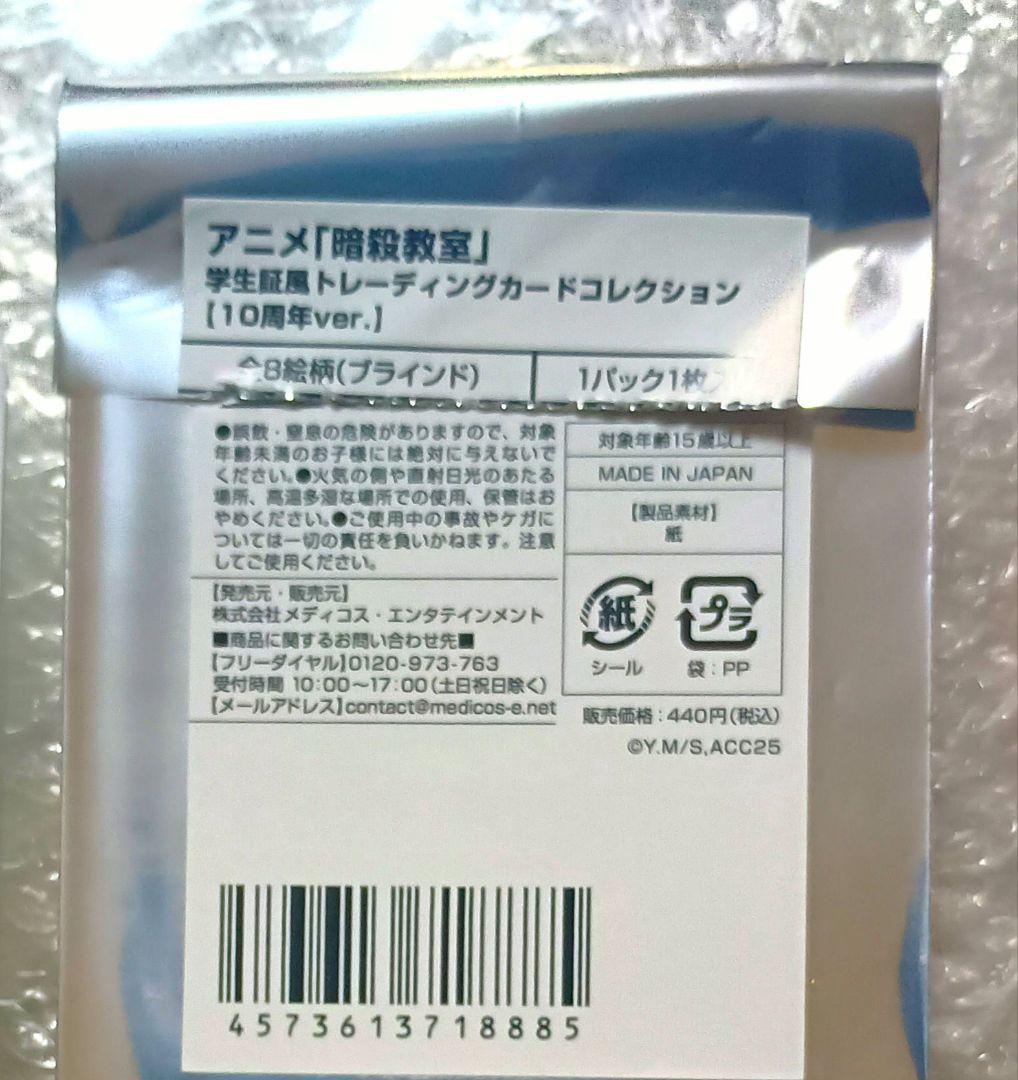 アニメ「暗殺教室」
学生証風トレーディングカードコレクション
【10周年ver.】
全8絵柄(ブラインド)
1パック1枚入
●誤飲・窒息の危険がありますので、対象
年齢未満のお子様には絶対に与えないで
ください。●火気の側や直射日光のあたる
場所、高温多湿な場所での使用、保管はお
やめください。●ご使用中の事故やケガに
ついては一切の責任を負いかねます。注意
してご使用ください。
【発売元・販売元】
株式会社メディコス・エンタテインメント
■商品に関するお問い合わせ先■
【フリーダイヤル】0120-973-763
受付時間 10:00〜17:00(土日祝日除く)
【メールアドレス】contact@medicos-e.net
対象年齢15歳以上
MADE IN JAPAN
【製品素材】
紙
紙
シール
プラ
袋:PP
販売価格:440円(税込)
©Y.M/S,ACC25
4573613718885